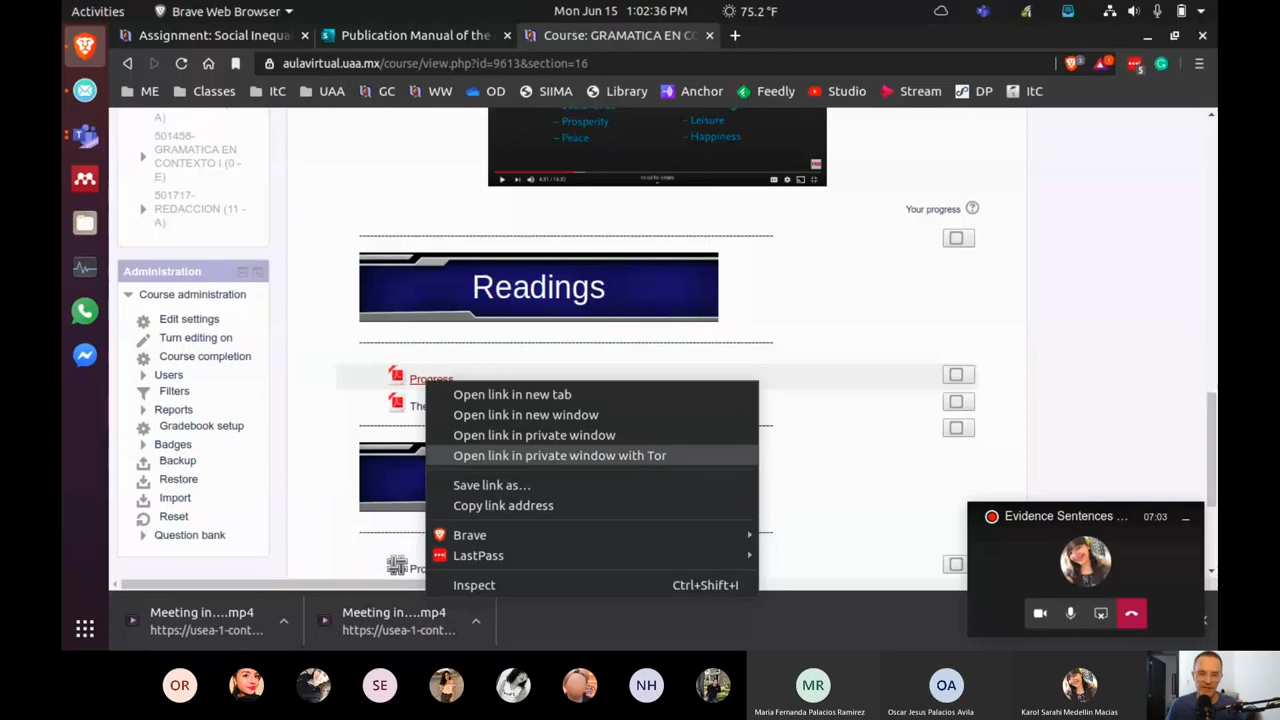 Activities
Brave Web Browser
Mon Jun 15 1:02:36 PM
75.2 °F
Assignment: Social Inequal
Publication Manual of the
Course: GRAMATICA EN CO
aulavirtual.uaa.mx/course/view.php?id=9613&section=16
3
1
5
ME
Classes
ItC
UAA
GC
WW
OD
SIIMA
Library
Anchor
Feedly
Studio
Stream
DP
ItC
A)
501458-
GRAMATICA EN
CONTEXTO I (0 -
E)
501717-
REDACCION (11 -
A)
– Prosperity
– Peace
– Leisure
– Happiness
Your progress
Readings
Administration
Course administration
Edit settings
Turn editing on
Course completion
Users
Filters
Reports
Gradebook setup
Badges
Backup
Restore
Import
Reset
Question bank
Progress
The
Pro
Open link in new tab
Open link in new window
Open link in private window
Open link in private window with Tor
Save link as…
Copy link address
Brave
LastPass
Inspect Ctrl+Shift+I
Evidence Sentences ... 07:03
Meeting in….mp4
https://usea-1-cont…
Meeting in….mp4
https://usea-1-cont…
OR
SE
NH
MR
OA
Maria Fernanda Palacios Ramirez
Oscar Jesus Palacios Avila
Karol Sarahi Medellin Macias